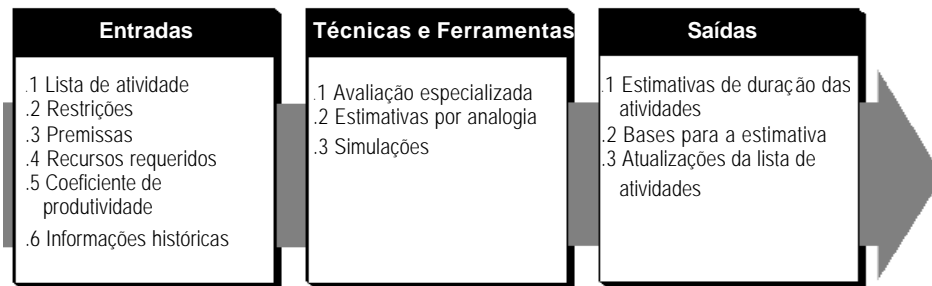 Entradas
.1 Lista de atividade
.2 Restrições
.3 Premissas
.4 Recursos requeridos
.5 Coeficiente de
produtividade
.6 Informações históricas
Técnicas e Ferramentas
.1 Avaliação especializada
.2 Estimativas por analogia
.3 Simulações
Saídas
.1 Estimativas de duração das
atividades
.2 Bases para a estimativa
.3 Atualizações da lista de
atividades